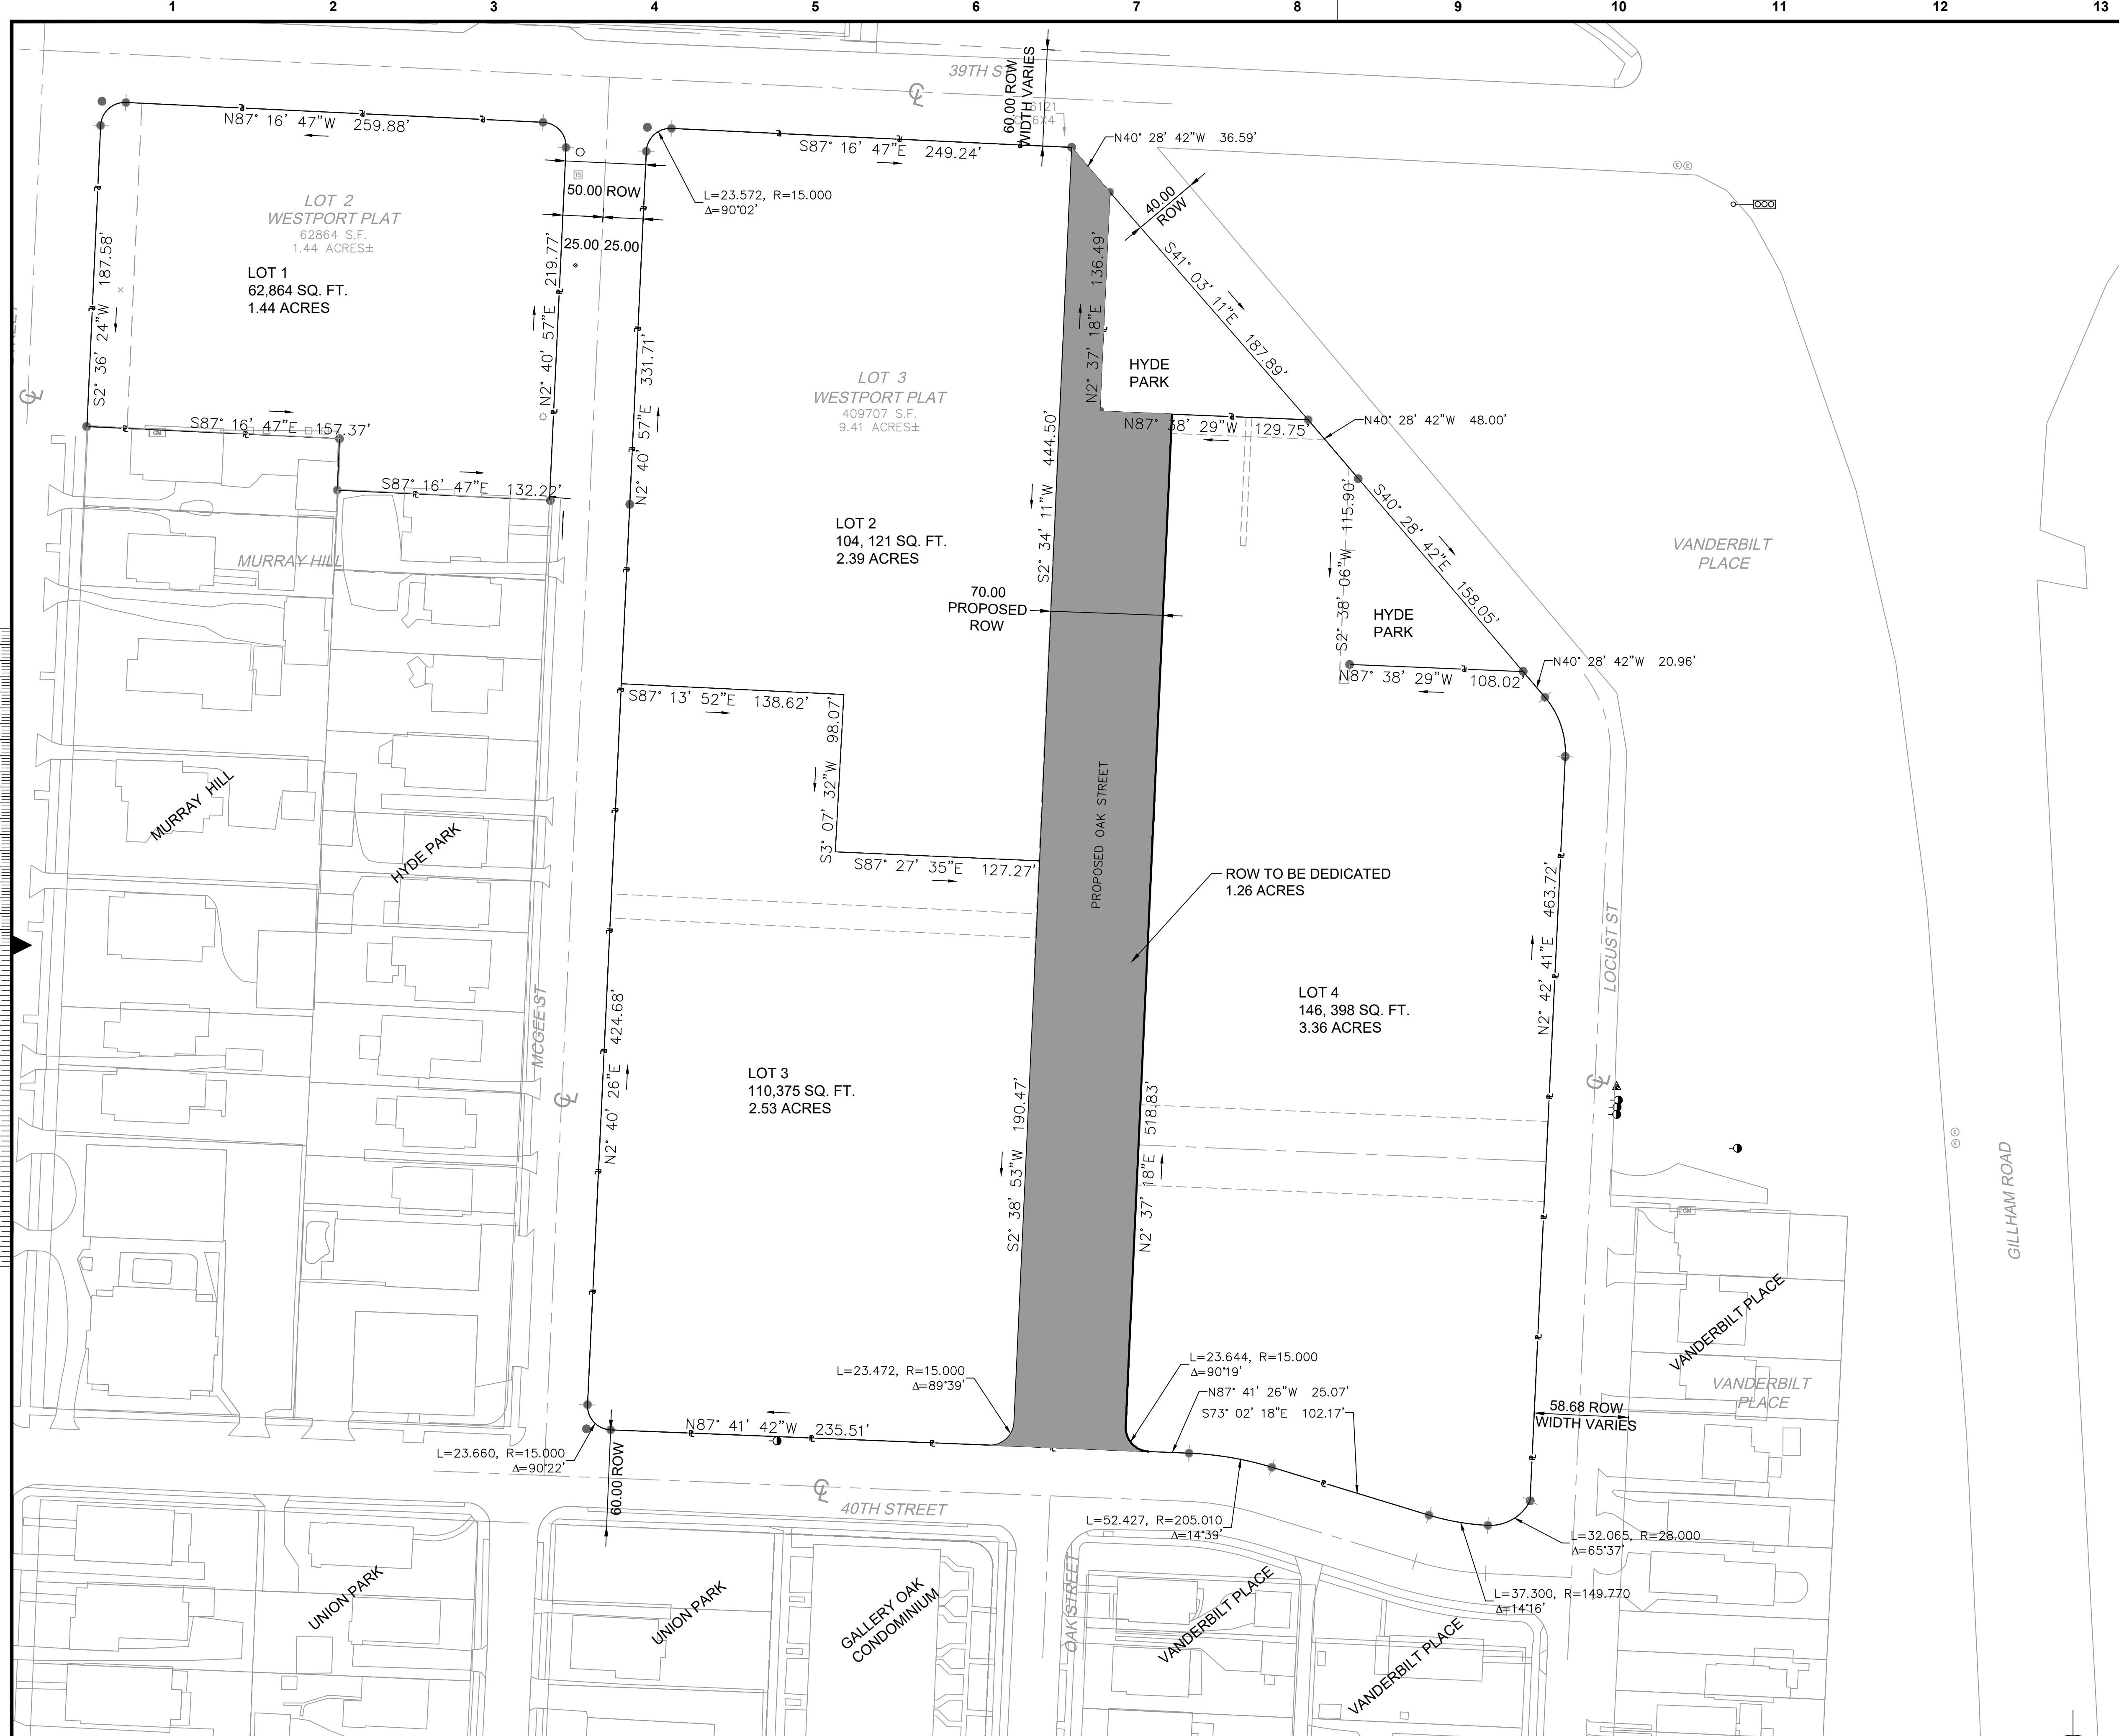 1 2 3 4 5 6 7 8 9 10 11 12 13
39TH ST
60.00 ROW
WIDTH VARIES
N87° 16' 47"W 259.88'
S87° 16' 47"E 249.24'
N40° 28' 42"W 36.59'
L=23.572, R=15.000
Δ=90°02'
50.00 ROW
25.00 25.00
40.00
ROW
LOT 2
WESTPORT PLAT
62864 S.F.
1.44 ACRES±
LOT 1
62,864 SQ. FT.
1.44 ACRES
S2° 36' 24"W 187.58'
N2° 40' 57"E 219.77'
N2° 40' 57"E 331.71'
S2° 34' 11"W 444.50'
N2° 37' 18"E 136.49'
S41° 03' 11"E 187.89'
HYDE
PARK
LOT 3
WESTPORT PLAT
409707 S.F.
9.41 ACRES±
GM
S87° 16' 47"E 157.37'
N87° 38' 29"W 129.75'
N40° 28' 42"W 48.00'
S87° 16' 47"E 132.22'
LOT 2
104, 121 SQ. FT.
2.39 ACRES
S2° 38' 06"W 115.90'
S40° 28' 42"E 158.05'
VANDERBILT
PLACE
MURRAY HILL
70.00
PROPOSED
ROW
HYDE
PARK
N40° 28' 42"W 20.96'
N87° 38' 29"W 108.02'
S87° 13' 52"E 138.62'
S3° 07' 32"W 98.07'
S87° 27' 35"E 127.27'
MURRAY HILL
HYDE PARK
PROPOSED OAK STREET
ROW TO BE DEDICATED
1.26 ACRES
N2° 42' 41"E 463.72'
LOCUST ST
MCGEE ST
N2° 40' 26"E 424.68'
LOT 3
110,375 SQ. FT.
2.53 ACRES
LOT 4
146, 398 SQ. FT.
3.36 ACRES
S2° 38' 53"W 190.47'
N2° 37' 18"E 518.83'
GILLHAM ROAD
GM
VANDERBILT PLACE
VANDERBILT
PLACE
L=23.472, R=15.000
Δ=89°39'
L=23.644, R=15.000
Δ=90°19'
N87° 41' 26"W 25.07'
S73° 02' 18"E 102.17'
58.68 ROW
WIDTH VARIES
N87° 41' 42"W 235.51'
L=23.660, R=15.000
Δ=90°22'
60.00 ROW
40TH STREET
L=52.427, R=205.010
Δ=14°39'
L=32.065, R=28.000
Δ=65°37'
L=37.300, R=149.770
Δ=14°16'
OAK STREET
UNION PARK
UNION PARK
GALLERY OAK
CONDOMINIUM
VANDERBILT PLACE
VANDERBILT PLACE